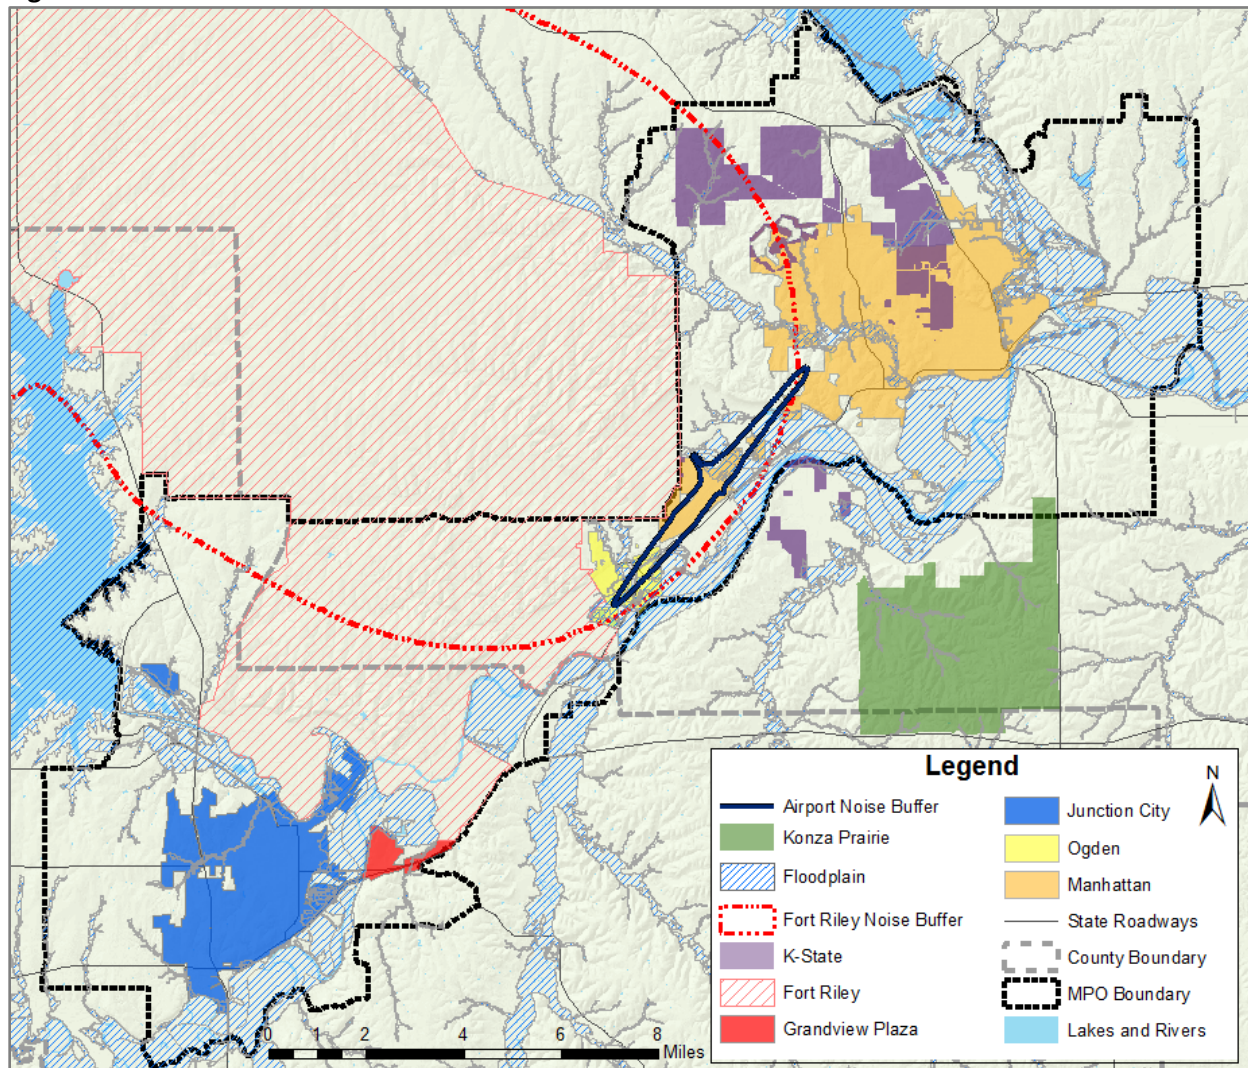 Legend
N
Airport Noise Buffer
Konza Prairie
Floodplain
Fort Riley Noise Buffer
K-State
Fort Riley
Grandview Plaza
Junction City
Ogden
Manhattan
State Roadways
County Boundary
MPO Boundary
Lakes and Rivers
0 1 2 4 6 8
Miles